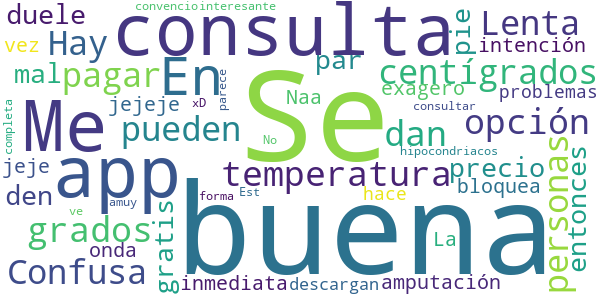 convencio interesante
duele
consulta
Lenta
vez
Hay
En
Se
pie
intención
mal
pagar
par
centígrados
Me
jejeje
xD
parece
Naa
exagero
problemas
completa
pueden
dan
consultar
opción
No
hipocondriacos
jeje
app
temperatura
precio
personas
entonces
den
amuy
gratis
buena
forma
Est
hace
bloquea
ve
grados
onda
La
Confusa
inmediata
descargan
amputación